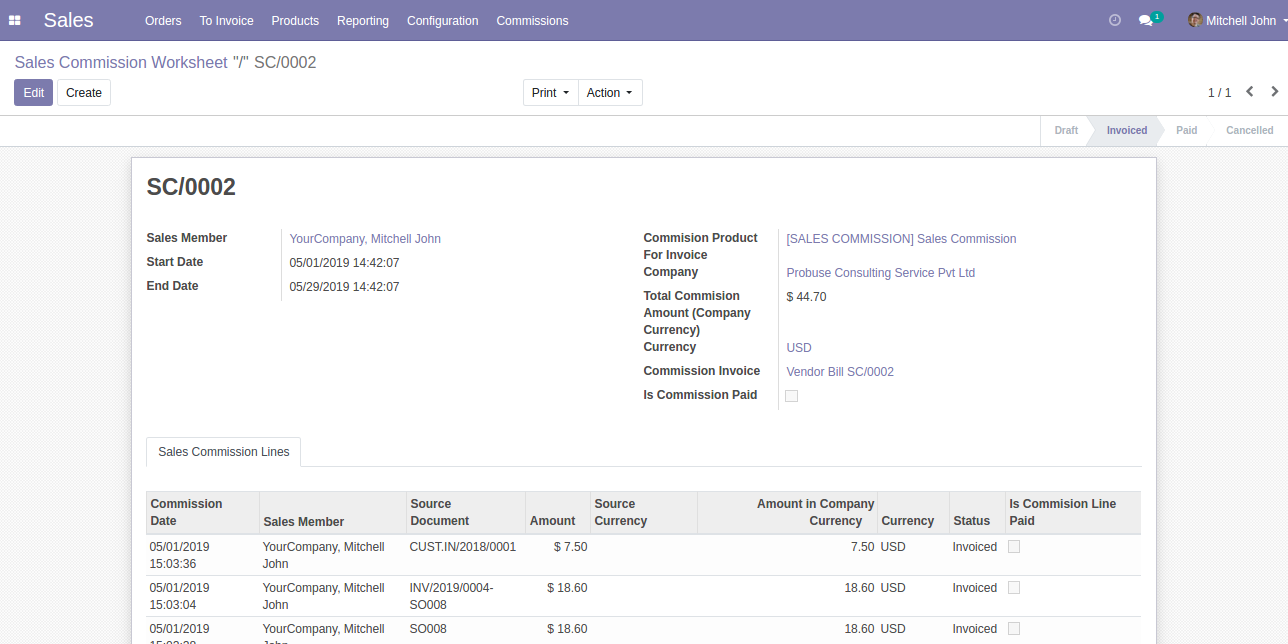 Sales Orders To Invoice Products Reporting Configuration Commissions 1 Mitchell John
Sales Commission Worksheet "/" SC/0002
Edit Create Print Action 1 / 1
Draft Invoiced Paid Cancelled
SC/0002
Sales Member YourCompany, Mitchell John
Start Date 05/01/2019 14:42:07
End Date 05/29/2019 14:42:07
Commision Product [SALES COMMISSION] Sales Commission
For Invoice
Company Probuse Consulting Service Pvt Ltd
Total Commision $ 44.70
Amount (Company
Currency)
Currency USD
Commission Invoice Vendor Bill SC/0002
Is Commission Paid
Sales Commission Lines
Commission Source Source Amount in Company Is Commision Line
Date Sales Member Document Amount Currency Currency Currency Status Paid
05/01/2019 YourCompany, Mitchell CUST.IN/2018/0001 $ 7.50 7.50 USD Invoiced
15:03:36 John
05/01/2019 YourCompany, Mitchell INV/2019/0004- $ 18.60 18.60 USD Invoiced
15:03:04 John SO008
05/01/2019 YourCompany, Mitchell SO008 $ 18.60 18.60 USD Invoiced